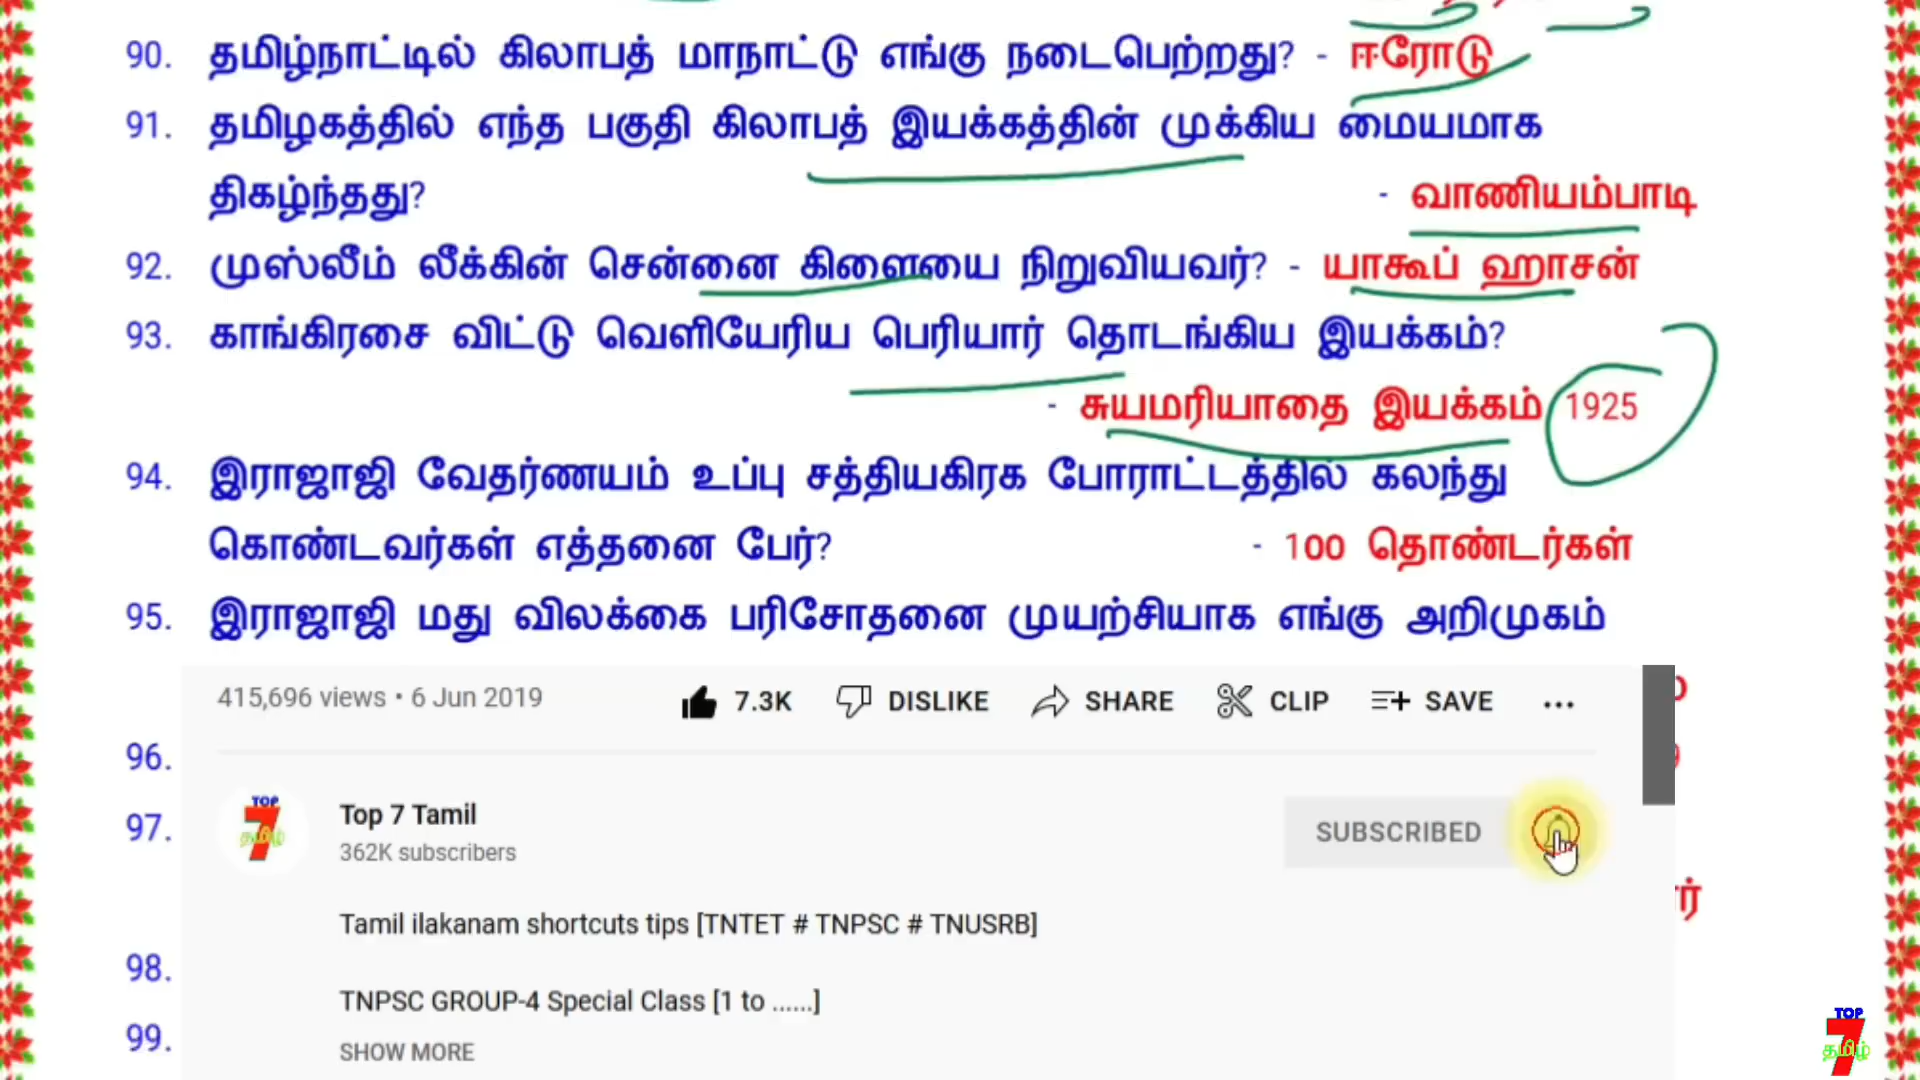 90. தமிழ்நாட்டில் கிலாபத் மாநாட்டு எங்கு நடைபெற்றது? - ஈரோடு
91. தமிழகத்தில் எந்த பகுதி கிலாபத் இயக்கத்தின் முக்கிய மையமாக
திகழ்ந்தது? - வாணியம்பாடி
92. முஸ்லீம் லீக்கின் சென்னை கிளையை நிறுவியவர்? - யாகூப் ஹாசன்
93. காங்கிரசை விட்டு வெளியேரிய பெரியார் தொடங்கிய இயக்கம்?
- சுயமரியாதை இயக்கம் 1925
94. இராஜாஜி வேதர்ணயம் உப்பு சத்தியகிரக போராட்டத்தில் கலந்து
கொண்டவர்கள் எத்தனை பேர்? - 100 தொண்டர்கள்
95. இராஜாஜி மது விலக்கை பரிசோதனை முயற்சியாக எங்கு அறிமுகம்
415,696 views • 6 Jun 2019 7.3K DISLIKE SHARE CLIP SAVE ...
96.
97.
TOP 7 தமிழ்
Top 7 Tamil
362K subscribers
SUBSCRIBED
Tamil ilakanam shortcuts tips [TNTET # TNPSC # TNUSRB]
98.
TNPSC GROUP-4 Special Class [1 to ......]
99.
SHOW MORE
TOP 7 தமிழ்